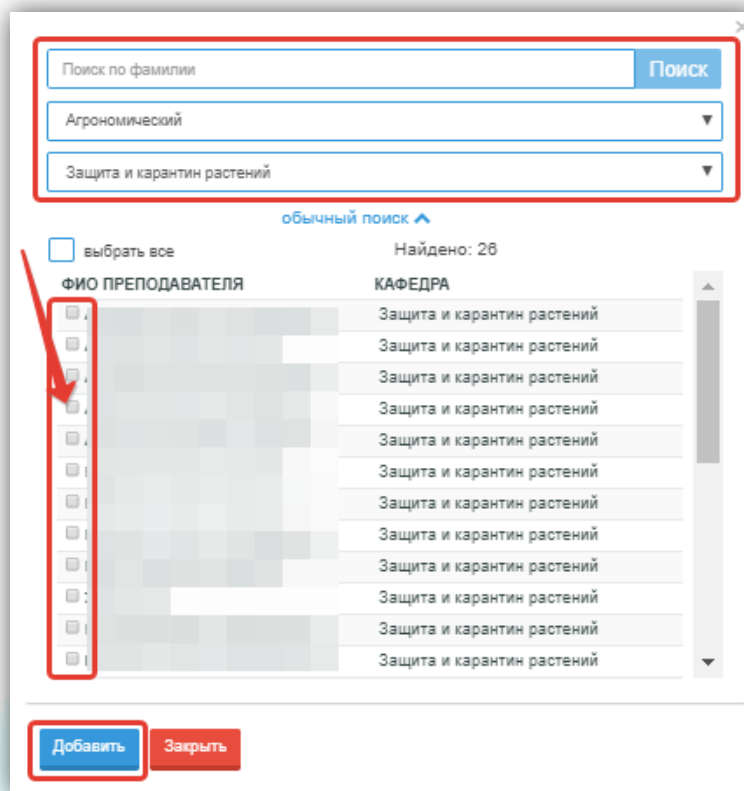 Поиск по фамилии Поиск
Агрономический
Защита и карантин растений
обычный поиск
выбрать все Найдено: 26
ФИО ПРЕПОДАВАТЕЛЯ КАФЕДРА
Защита и карантин растений
Защита и карантин растений
Защита и карантин растений
Защита и карантин растений
Защита и карантин растений
Защита и карантин растений
Защита и карантин растений
Защита и карантин растений
Защита и карантин растений
Защита и карантин растений
Защита и карантин растений
Защита и карантин растений
Добавить Закрыть